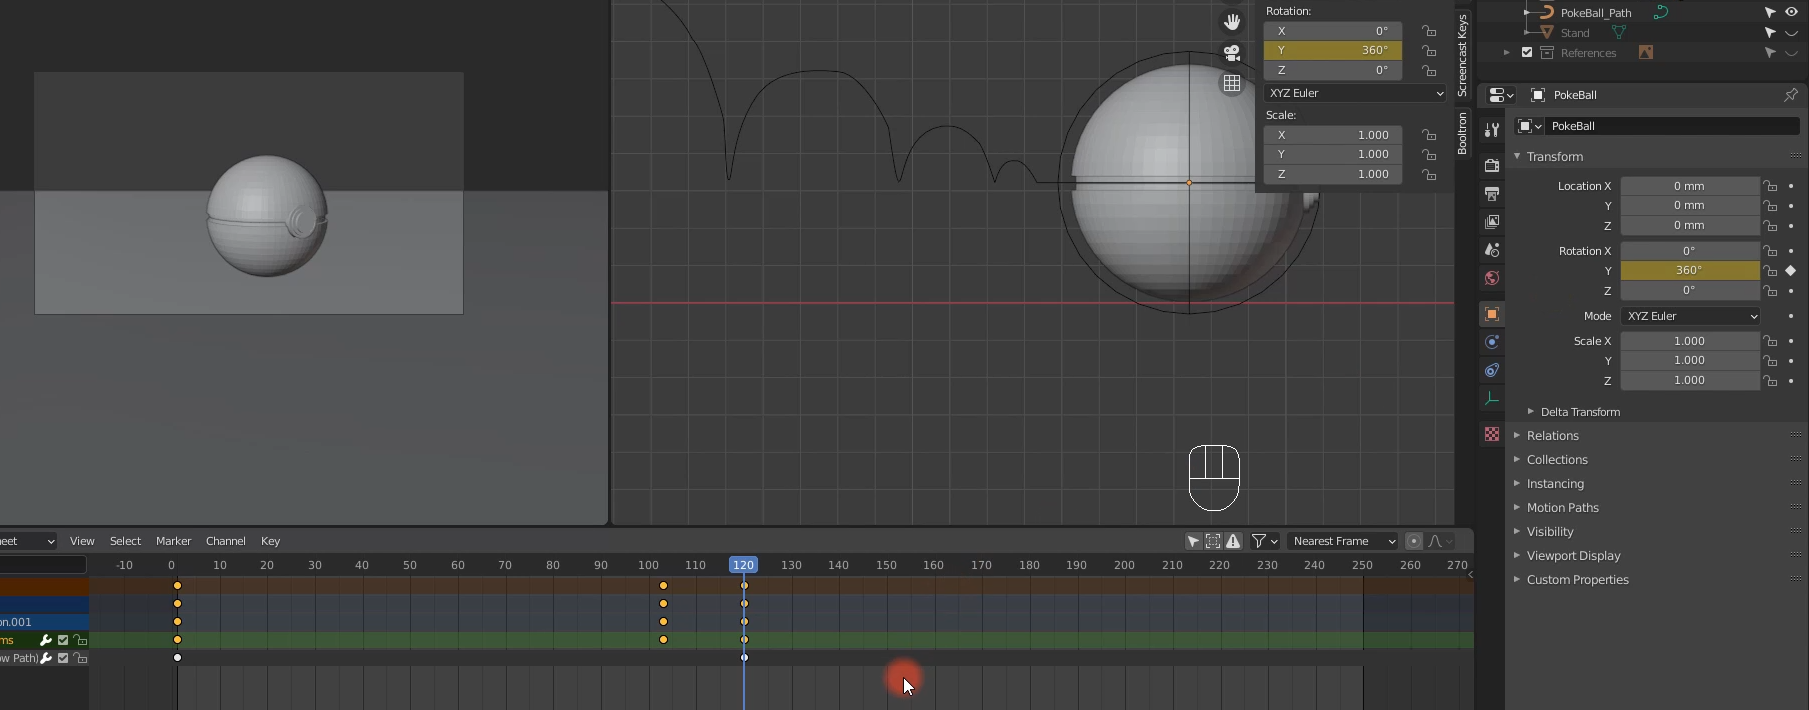 Rotation:
X 0°
Y 360°
Z 0°
XYZ Euler
Scale:
X 1.000
Y 1.000
Z 1.000
Screencast Keys
Booltron
PokeBall_Path
Stand
References
PokeBall
PokeBall
Transform
Location X 0 mm
Y 0 mm
Z 0 mm
Rotation X 0°
Y 360°
Z 0°
Mode XYZ Euler
Scale X 1.000
Y 1.000
Z 1.000
Delta Transform
Relations
Collections
Instancing
Motion Paths
Visibility
Viewport Display
Custom Properties
eet View Select Marker Channel Key Nearest Frame
-10 0 10 20 30 40 50 60 70 80 90 100 110 120 130 140 150 160 170 180 190 200 210 220 230 240 250 260 270
on.001
ms
ow Path)